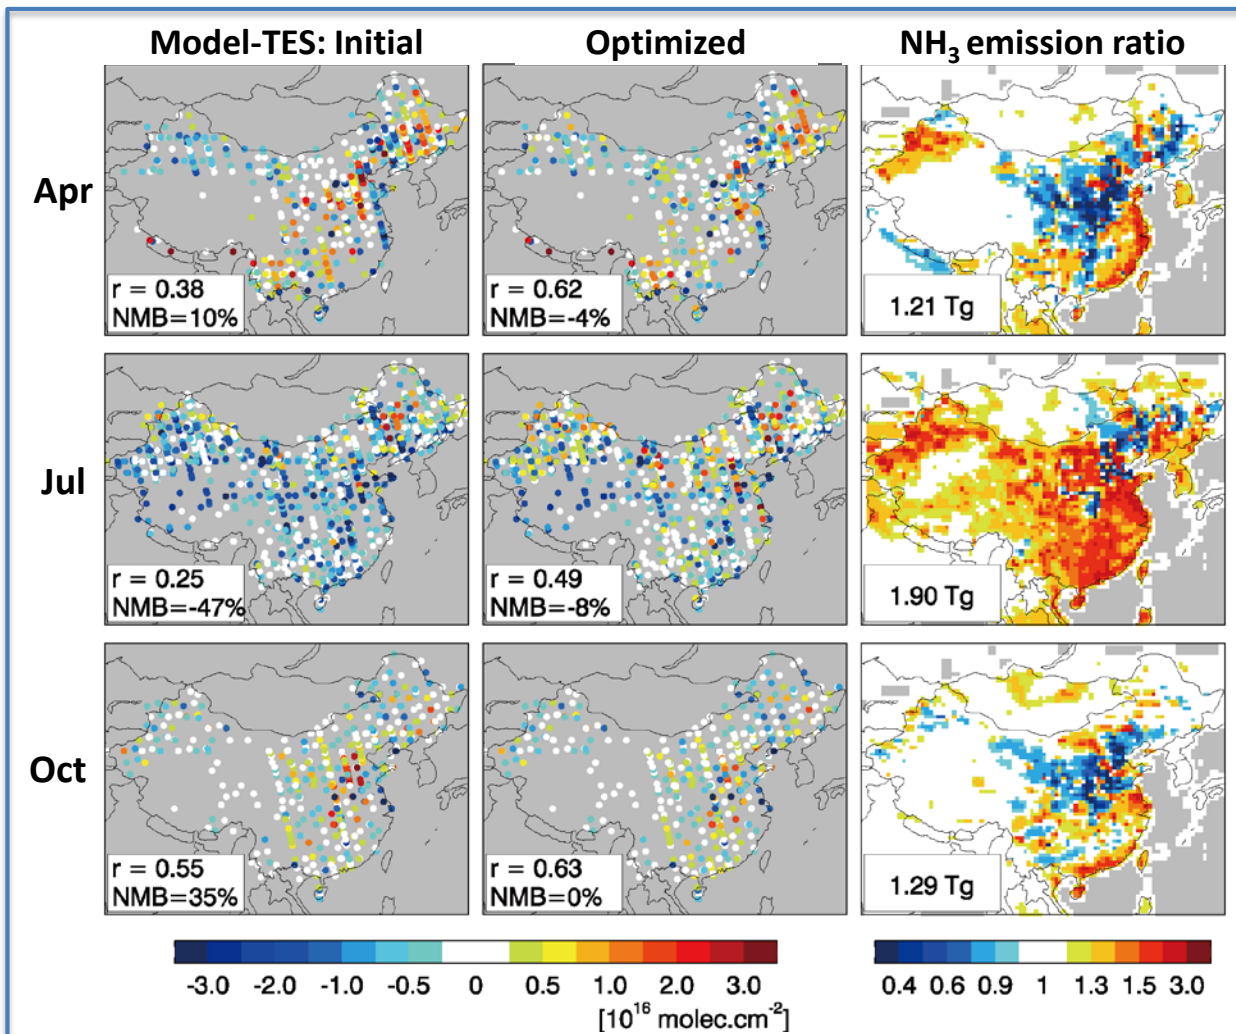 Model-TES: Initial Optimized NH₃ emission ratio
Apr
r = 0.38
NMB=10%
r = 0.62
NMB=-4%
1.21 Tg
Jul
r = 0.25
NMB=-47%
r = 0.49
NMB=-8%
1.90 Tg
Oct
r = 0.55
NMB=35%
r = 0.63
NMB=0%
1.29 Tg
-3.0 -2.0 -1.0 -0.5 0 0.5 1.0 2.0 3.0
[10¹⁶ molec.cm⁻²]
0.4 0.6 0.9 1 1.3 1.5 3.0